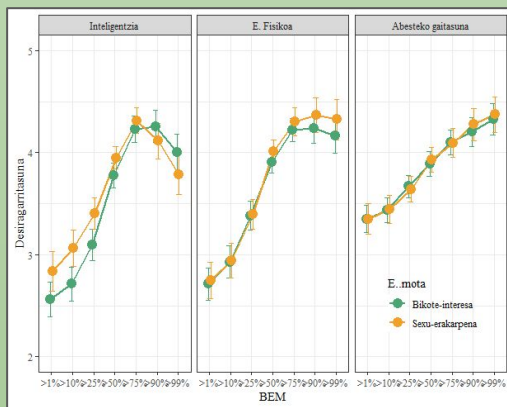 Inteligentzia
E. Fisikoa
Abesteko gaitasuna
Desiragarritasuna
5
4
3
2
E..mota
Bikote-interesa
Sexu-erakarpena
>1% >10% >25% >50% >75% >90% >99%
>1% >10% >25% >50% >75% >90% >99%
>1% >10% >25% >50% >75% >90% >99%
BEM